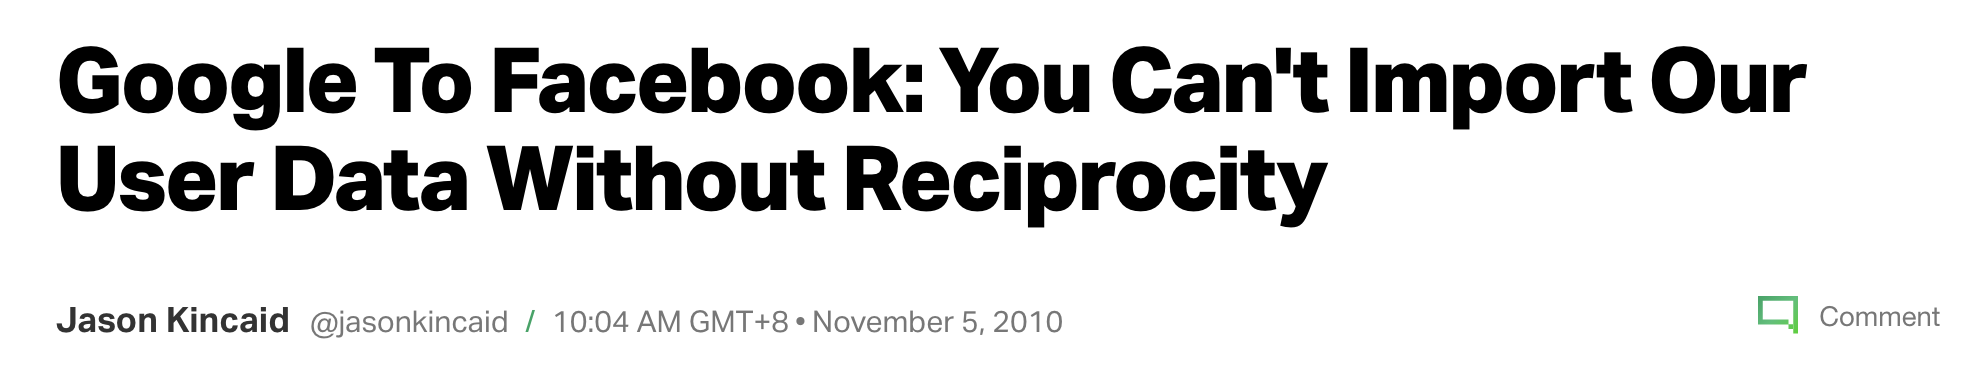 Google To Facebook: You Can't Import Our
User Data Without Reciprocity
Jason Kincaid @jasonkincaid / 10:04 AM GMT+8 • November 5, 2010
Comment